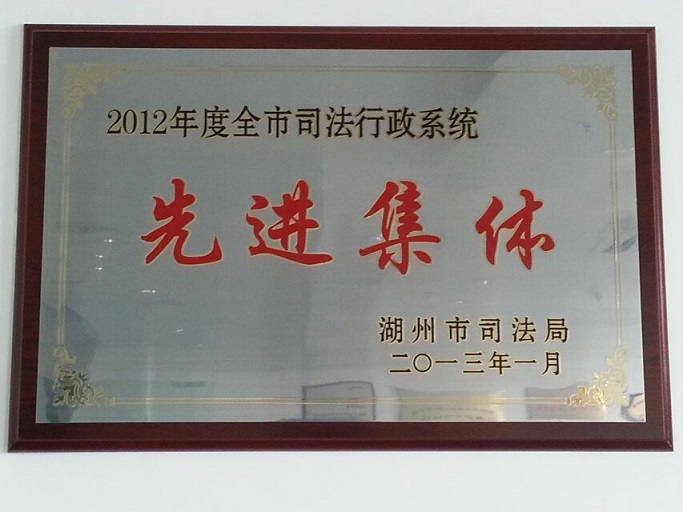 2012年度全市司法行政系统
先进集体
湖州市司法局
二〇一三年一月